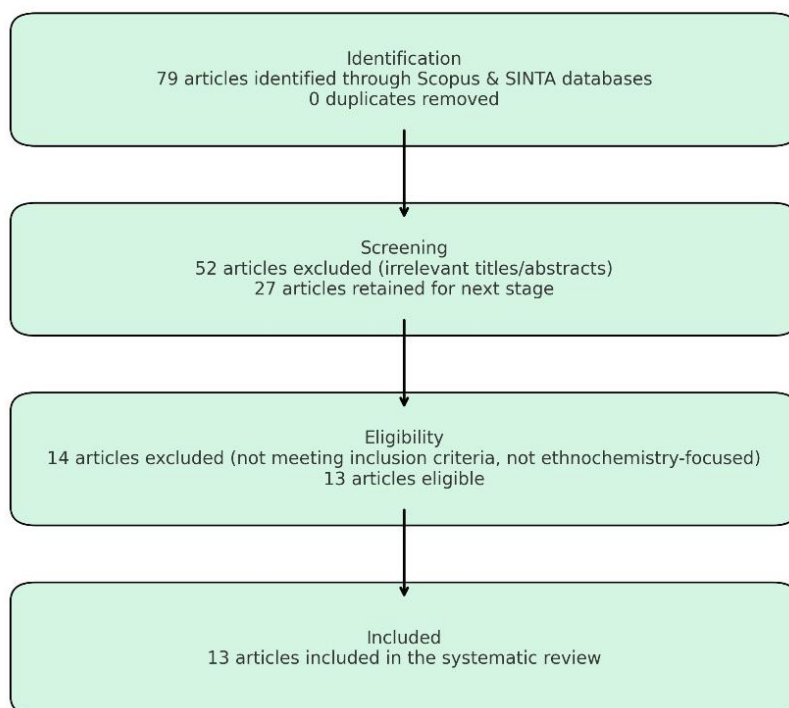 Identification
79 articles identified through Scopus & SINTA databases
0 duplicates removed
Screening
52 articles excluded (irrelevant titles/abstracts)
27 articles retained for next stage
Eligibility
14 articles excluded (not meeting inclusion criteria, not ethnochemistry-focused)
13 articles eligible
Included
13 articles included in the systematic review